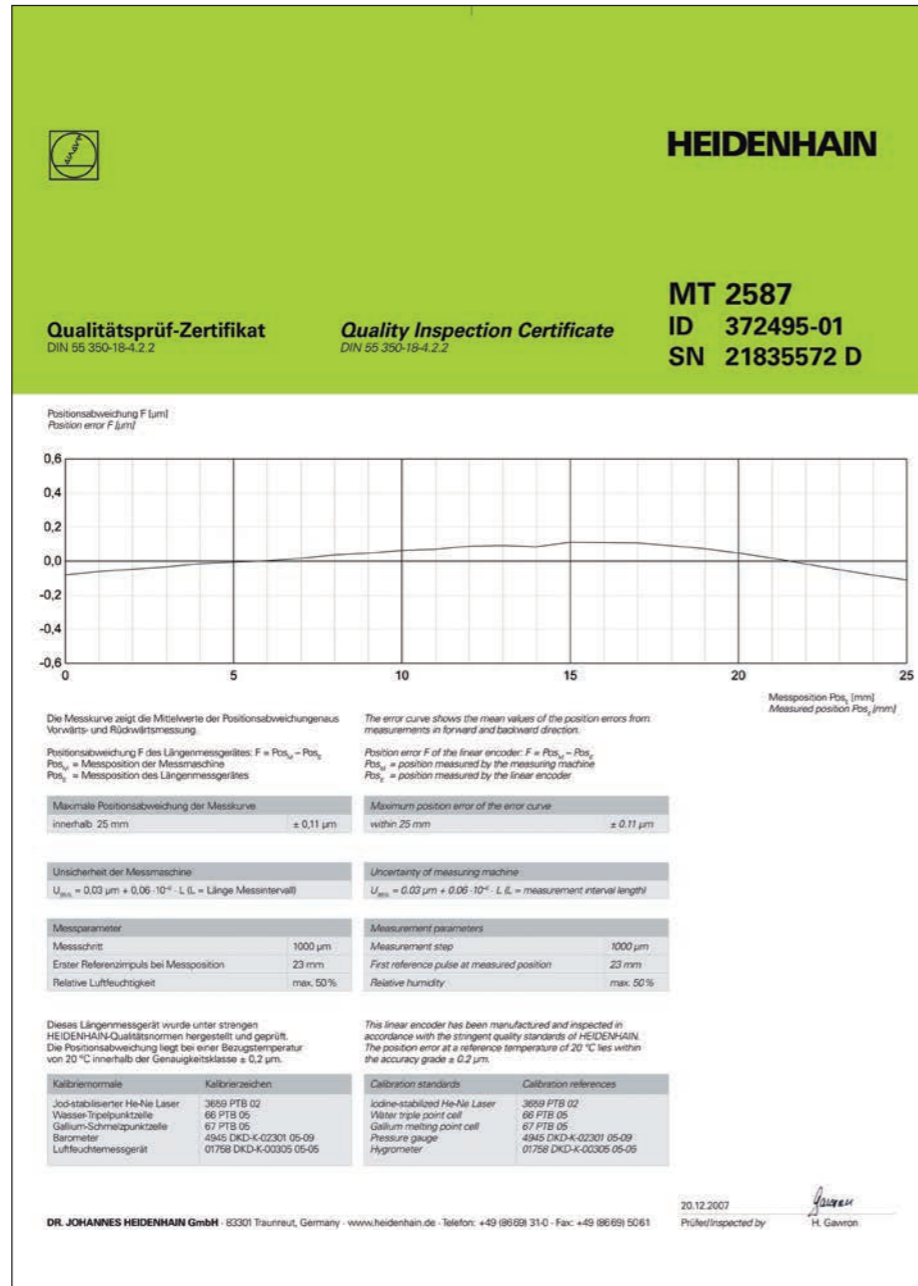 HEIDENHAIN
MT 2587
ID 372495-01
SN 21835572 D
Qualitätsprüf-Zertifikat
DIN 55 350-18-4.2.2
Quality Inspection Certificate
DIN 55 350-18-4.2.2
Positionsabweichung F [µm]
Position error F [µm]
0,6
0,4
0,2
0,0
-0,2
-0,4
-0,6
0 5 10 15 20 25
Messposition PosE [mm]
Measured position PosE [mm]
Die Messkurve zeigt die Mittelwerte der Positionsabweichungenaus
Vorwärts- und Rückwärtsmessung.
Positionsabweichung F des Längenmessgerätes: F = PosM – PosE
PosM = Messposition der Messmaschine
PosE = Messposition des Längenmessgerätes
The error curve shows the mean values of the position errors from
measurements in forward and backward direction.
Position error F of the linear encoder: F = PosM – PosE
PosM = position measured by the measuring machine
PosE = position measured by the linear encoder
Maximale Positionsabweichung der Messkurve
innerhalb 25 mm ± 0,11 µm
Maximum position error of the error curve
within 25 mm ± 0.11 µm
Unsicherheit der Messmaschine
= 0,03 µm + 0,06 ·10⁻⁶ · L (L = Länge Messintervall)
Uncertainty of measuring machine
= 0.03 µm + 0.06 ·10⁻⁶ · L (L = measurement interval length)
Messparameter
Messschritt 1000 µm
Erster Referenzimpuls bei Messposition 23 mm
Relative Luftfeuchtigkeit max. 50 %
Measurement parameters
Measurement step 1000 µm
First reference pulse at measured position 23 mm
Relative humidity max. 50 %
Dieses Längenmessgerät wurde unter strengen
HEIDENHAIN-Qualitätsnormen hergestellt und geprüft.
Die Positionsabweichung liegt bei einer Bezugstemperatur
von 20 °C innerhalb der Genauigkeitsklasse ± 0,2 µm.
This linear encoder has been manufactured and inspected in
accordance with the stringent quality standards of HEIDENHAIN.
The position error at a reference temperature of 20 °C lies within
the accuracy grade ± 0.2 µm.
Kalibriernormale Kalibrierzeichen
Jod-stabilisierter He-Ne Laser 3659 PTB 02
Wasser-Tripelpunktzelle 66 PTB 05
Gallium-Schmelzpunktzelle 67 PTB 05
Barometer 4945 DKD-K-02301 05-09
Luftfeuchtemessgerät 01758 DKD-K-00305 05-05
Calibration standards Calibration references
Iodine-stabilized He-Ne Laser 3659 PTB 02
Water triple point cell 66 PTB 05
Gallium melting point cell 67 PTB 05
Pressure gauge 4945 DKD-K-02301 05-09
Hygrometer 01758 DKD-K-00305 05-05
20.12.2007
Gawron
Prüfer/Inspected by H. Gawron
DR. JOHANNES HEIDENHAIN GmbH · 83301 Traunreut, Germany · www.heidenhain.de · Telefon: +49 (8669) 31-0 · Fax: +49 (8669) 5061